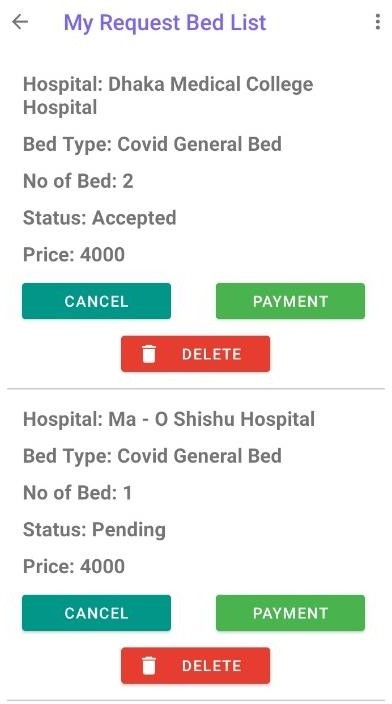 My Request Bed List
Hospital: Dhaka Medical College
Hospital
Bed Type: Covid General Bed
No of Bed: 2
Status: Accepted
Price: 4000
CANCEL PAYMENT
DELETE
Hospital: Ma - O Shishu Hospital
Bed Type: Covid General Bed
No of Bed: 1
Status: Pending
Price: 4000
CANCEL PAYMENT
DELETE